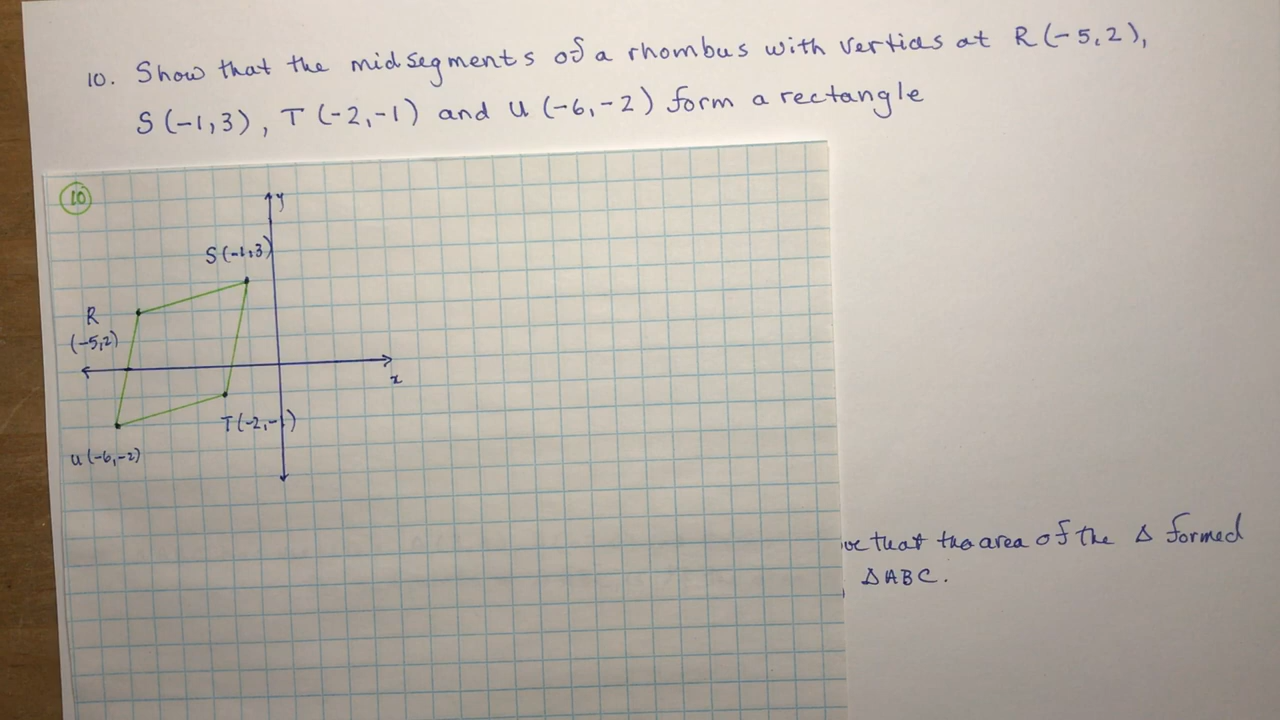 10. Show that the midsegments of a rhombus with vertices at R(-5,2),
S(-1,3), T(-2,-1) and U(-6,-2) form a rectangle
10
y
S(-1,3)
R
(-5,2)
x
T(-2,-1)
U(-6,-2)
that the area of the Δ formed
ΔABC.